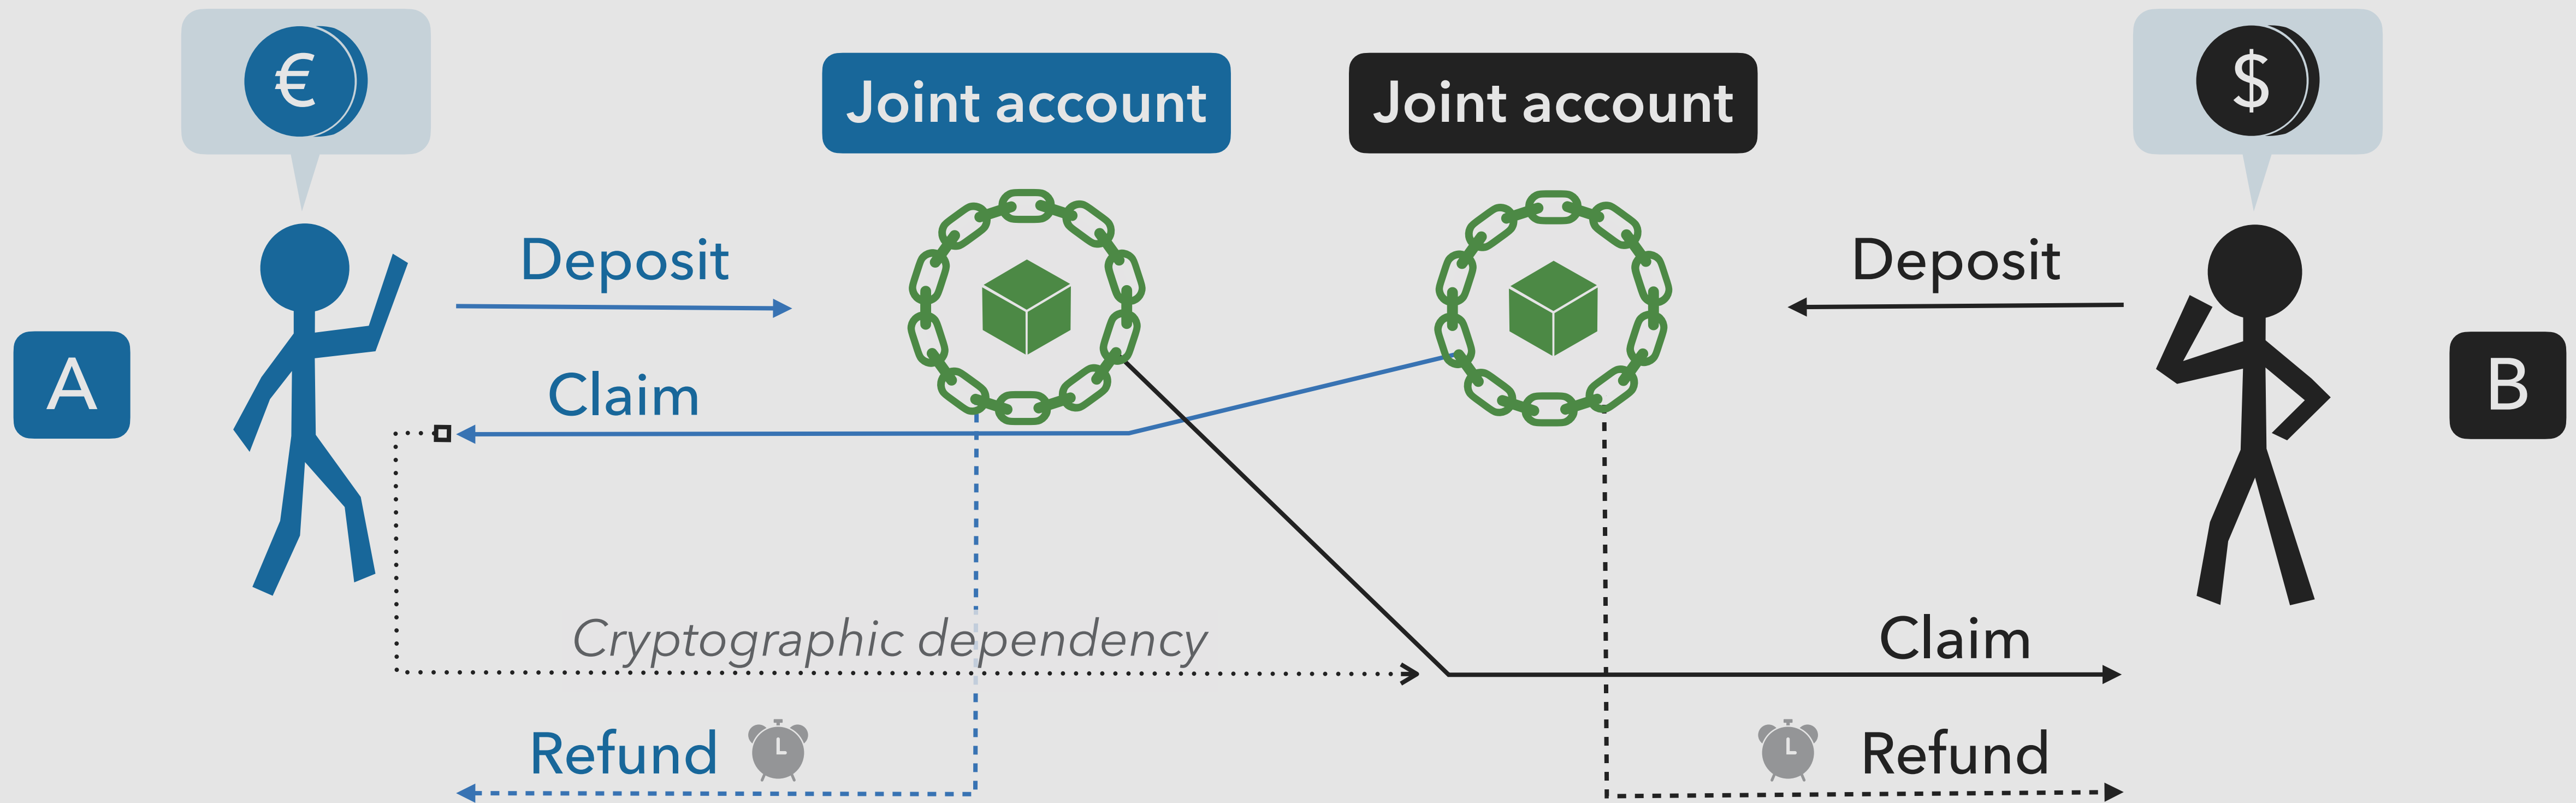 €
Joint account
Joint account
$
Deposit
Deposit
A
Claim
B
Cryptographic dependency
Claim
Refund
Refund